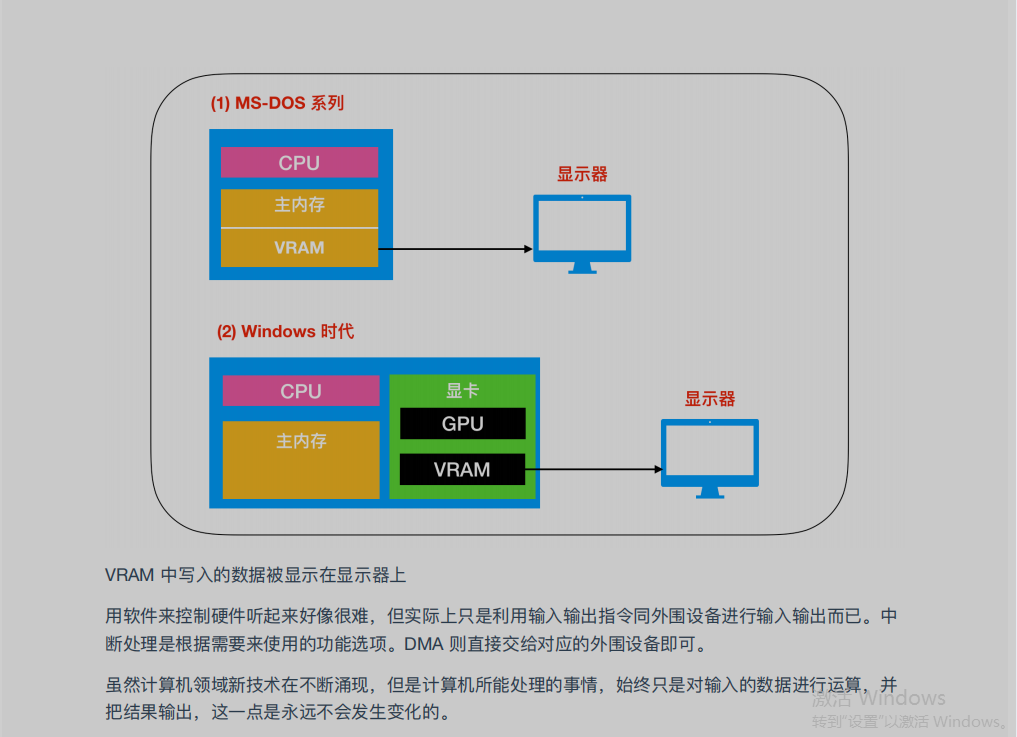 (1) MS-DOS 系列
CPU
主内存
VRAM
显示器
(2) Windows 时代
CPU
主内存
显卡
GPU
VRAM
显示器
VRAM 中写入的数据被显示在显示器上
用软件来控制硬件听起来好像很难，但实际上只是利用输入输出指令同外围设备进行输入输出而已。中
断处理是根据需要来使用的功能选项。DMA 则直接交给对应的外围设备即可。
虽然计算机领域新技术在不断涌现，但是计算机所能处理的事情，始终只是对输入的数据进行运算，并
把结果输出，这一点是永远不会发生变化的。
激活 Windows
转到"设置"以激活 Windows。